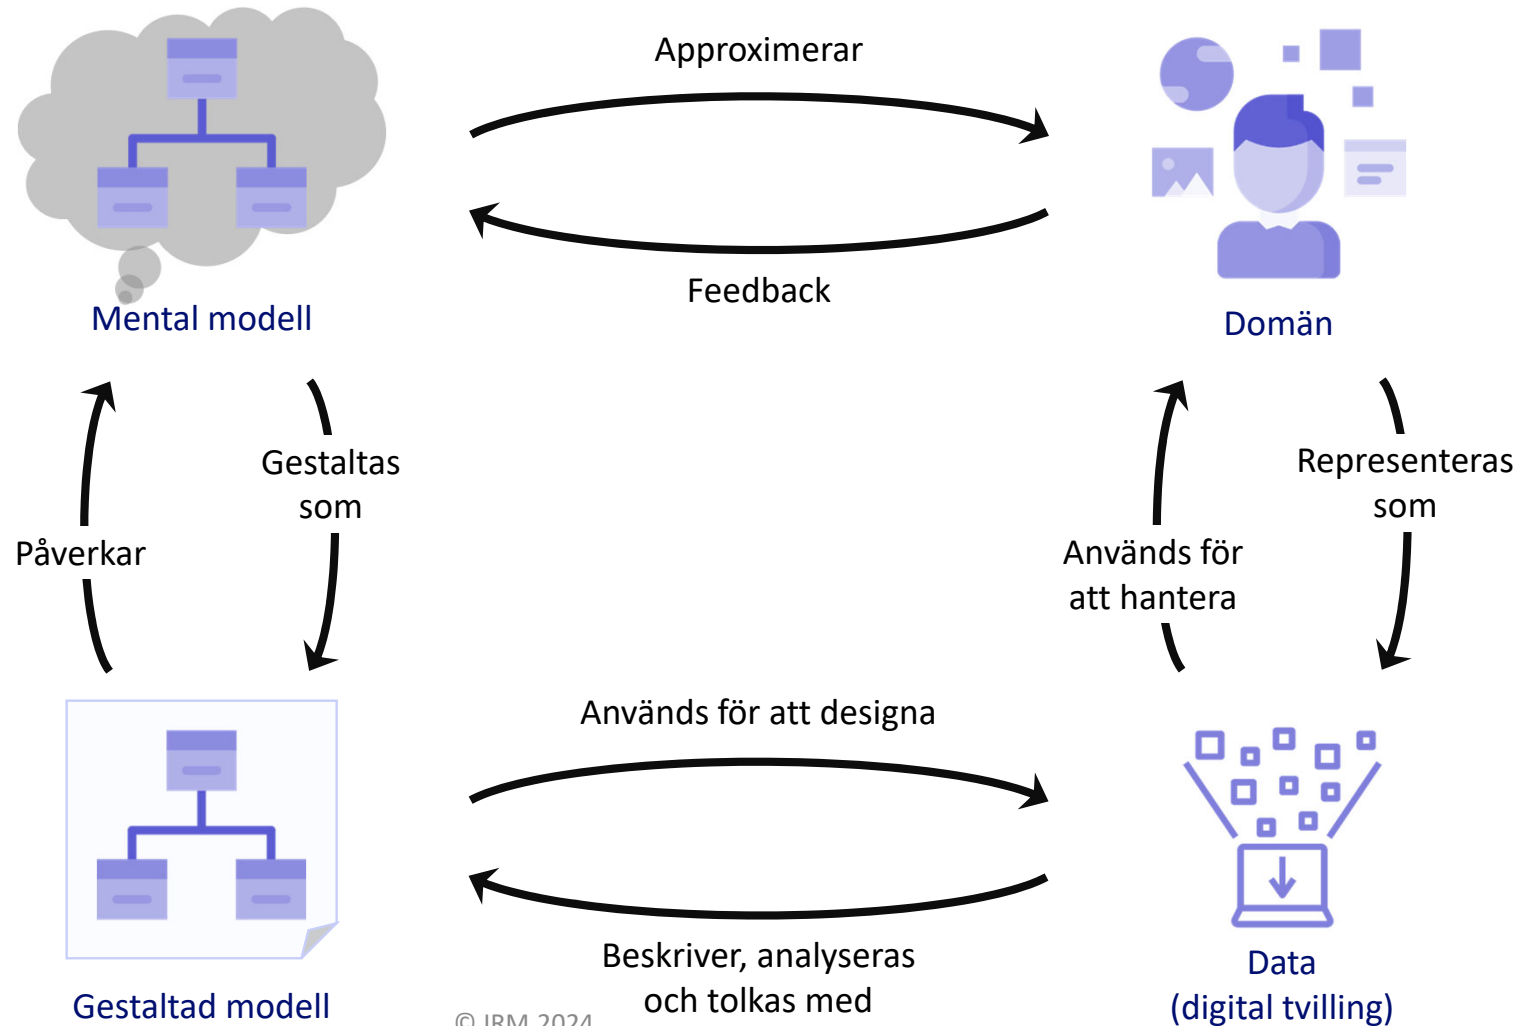 Approximerar
Feedback
Mental modell
Domän
Gestaltas
som
Påverkar
Representeras
som
Används för
att hantera
Används för att designa
Beskriver, analyseras
och tolkas med
Gestaltad modell
Data
(digital tvilling)
© IRM 2024